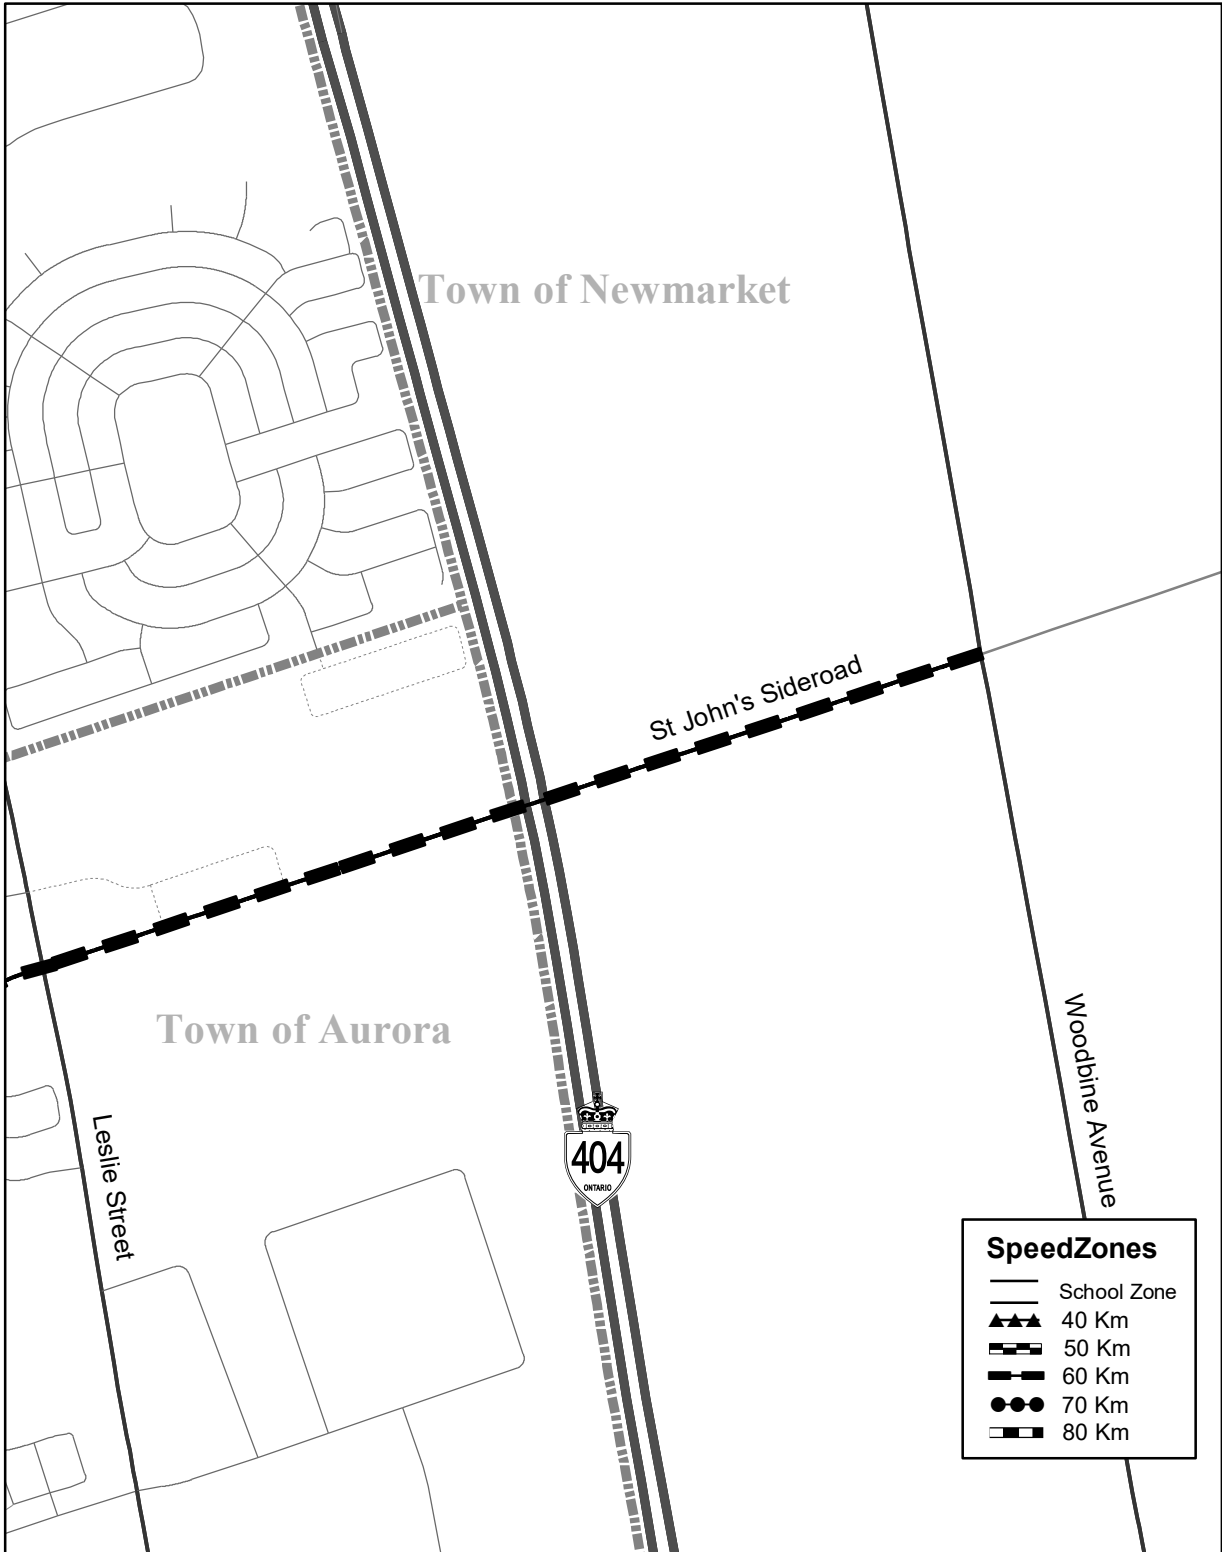 Town of Newmarket
St John's Sideroad
Town of Aurora
Leslie Street
404
ONTARIO
Woodbine Avenue
SpeedZones
School Zone
40 Km
50 Km
60 Km
70 Km
80 Km